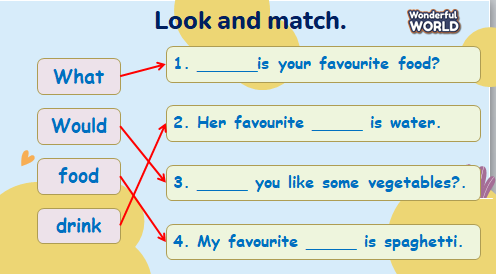 Look and match.
Wonderful
WORLD
What
Would
food
drink
1. _______is your favourite food?
2. Her favourite ______ is water.
3. ______ you like some vegetables?.
4. My favourite ______ is spaghetti.